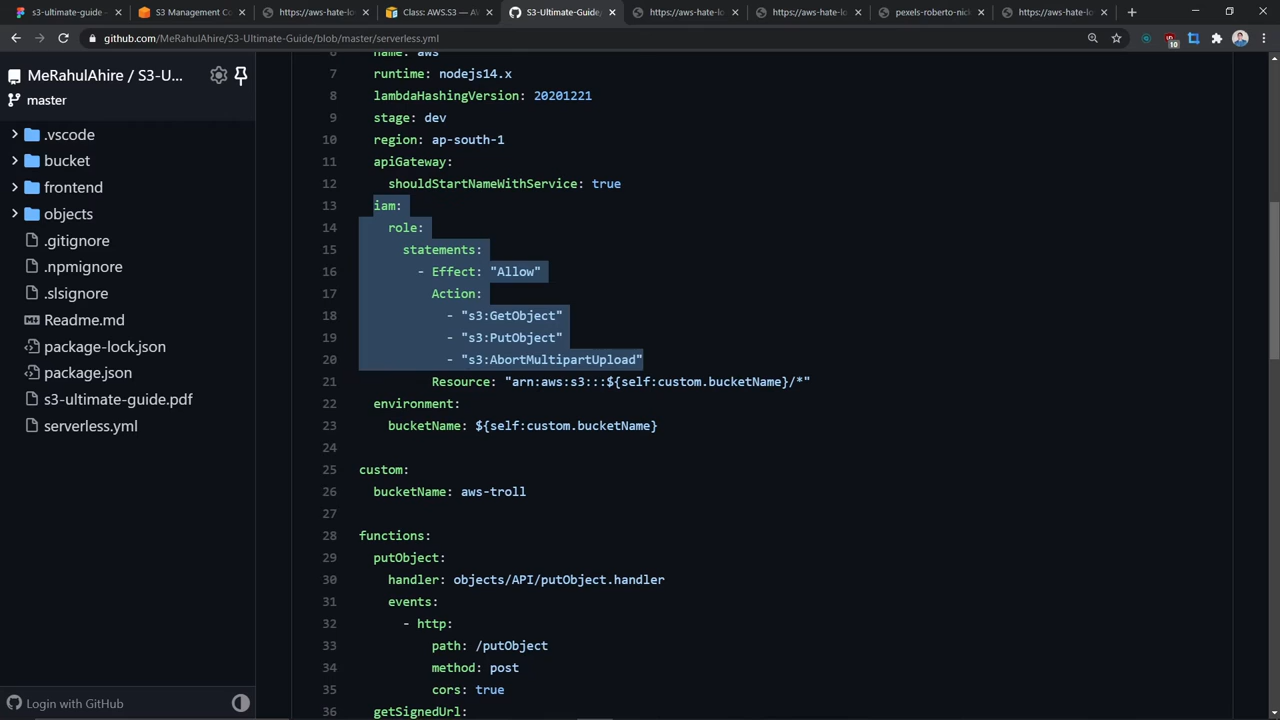 s3-ultimate-guide -
S3 Management Co
https://aws-hate-lo
Class: AWS.S3 — AV
S3-Ultimate-Guide,
https://aws-hate-lo
https://aws-hate-lo
pexels-roberto-nick
https://aws-hate-lo
github.com/MeRahulAhire/S3-Ultimate-Guide/blob/master/serverless.yml
10
MeRahulAhire / S3-U...
master
.vscode
bucket
frontend
objects
.gitignore
.npmignore
.slsignore
Readme.md
package-lock.json
package.json
s3-ultimate-guide.pdf
serverless.yml
Login with GitHub
6 name: aws
7 runtime: nodejs14.x
8 lambdaHashingVersion: 20201221
9 stage: dev
10 region: ap-south-1
11 apiGateway:
12 shouldStartNameWithService: true
13 iam:
14 role:
15 statements:
16 - Effect: "Allow"
17 Action:
18 - "s3:GetObject"
19 - "s3:PutObject"
20 - "s3:AbortMultipartUpload"
21 Resource: "arn:aws:s3:::${self:custom.bucketName}/*"
22 environment:
23 bucketName: ${self:custom.bucketName}
24
25 custom:
26 bucketName: aws-troll
27
28 functions:
29 putObject:
30 handler: objects/API/putObject.handler
31 events:
32 - http:
33 path: /putObject
34 method: post
35 cors: true
36 getSignedUrl: